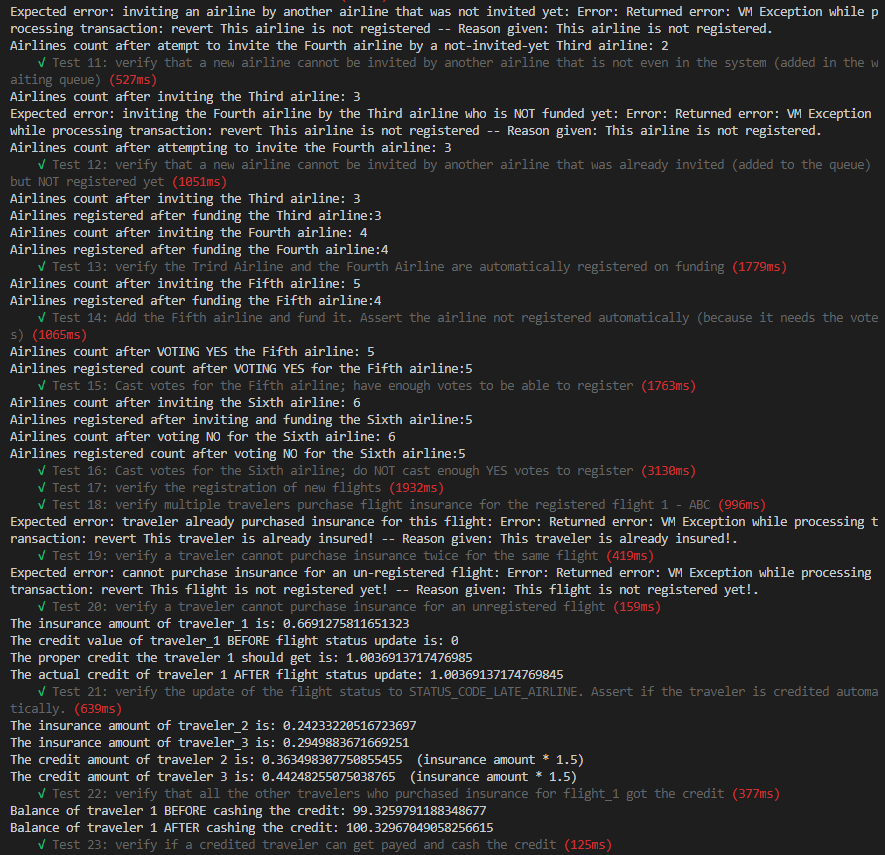 Expected error: inviting an airline by another airline that was not invited yet: Error: Returned error: VM Exception while p
rocessing transaction: revert This airline is not registered -- Reason given: This airline is not registered.
Airlines count after atempt to invite the Fourth airline by a not-invited-yet Third airline: 2
√ Test 11: verify that a new airline cannot be invited by another airline that is not even in the system (added in the w
aiting queue) (527ms)
Airlines count after inviting the Third airline: 3
Expected error: inviting the Fourth airline by the Third airline who is NOT funded yet: Error: Returned error: VM Exception
while processing transaction: revert This airline is not registered -- Reason given: This airline is not registered.
Airlines count after attempting to invite the Fourth airline: 3
√ Test 12: verify that a new airline cannot be invited by another airline that was already invited (added to the queue)
but NOT registered yet (1051ms)
Airlines count after inviting the Third airline: 3
Airlines registered after funding the Third airline:3
Airlines count after inviting the Fourth airline: 4
Airlines registered after funding the Fourth airline:4
√ Test 13: verify the Trird Airline and the Fourth Airline are automatically registered on funding (1779ms)
Airlines count after inviting the Fifth airline: 5
Airlines registered after funding the Fifth airline:4
√ Test 14: Add the Fifth airline and fund it. Assert the airline not registered automatically (because it needs the vote
s) (1065ms)
Airlines count after VOTING YES the Fifth airline: 5
Airlines registered count after VOTING YES for the Fifth airline:5
√ Test 15: Cast votes for the Fifth airline; have enough votes to be able to register (1763ms)
Airlines count after inviting the Sixth airline: 6
Airlines registered after inviting and funding the Sixth airline:5
Airlines count after voting NO for the Sixth airline: 6
Airlines registered count after voting NO for the Sixth airline:5
√ Test 16: Cast votes for the Sixth airline; do NOT cast enough YES votes to register (3130ms)
√ Test 17: verify the registration of new flights (1932ms)
√ Test 18: verify multiple travelers purchase flight insurance for the registered flight 1 - ABC (996ms)
Expected error: traveler already purchased insurance for this flight: Error: Returned error: VM Exception while processing t
ransaction: revert This traveler is already insured! -- Reason given: This traveler is already insured!.
√ Test 19: verify a traveler cannot purchase insurance twice for the same flight (419ms)
Expected error: cannot purchase insurance for an un-registered flight: Error: Returned error: VM Exception while processing
transaction: revert This flight is not registered yet! -- Reason given: This flight is not registered yet!.
√ Test 20: verify a traveler cannot purchase insurance for an unregistered flight (159ms)
The insurance amount of traveler_1 is: 0.6691275811651323
The credit value of traveler_1 BEFORE flight status update is: 0
The proper credit the traveler 1 should get is: 1.0036913717476985
The actual credit of traveler 1 AFTER flight status update: 1.00369137174769845
√ Test 21: verify the update of the flight status to STATUS_CODE_LATE_AIRLINE. Assert if the traveler is credited automa
tically. (639ms)
The insurance amount of traveler_2 is: 0.24233220516723697
The insurance amount of traveler_3 is: 0.2949883671669251
The credit amount of traveler 2 is: 0.363498307750855455  (insurance amount * 1.5)
The credit amount of traveler 3 is: 0.44248255075038765  (insurance amount * 1.5)
√ Test 22: verify that all the other travelers who purchased insurance for flight_1 got the credit (377ms)
Balance of traveler 1 BEFORE cashing the credit: 99.3259791188348677
Balance of traveler 1 AFTER cashing the credit: 100.32967049058256615
√ Test 23: verify if a credited traveler can get payed and cash the credit (125ms)